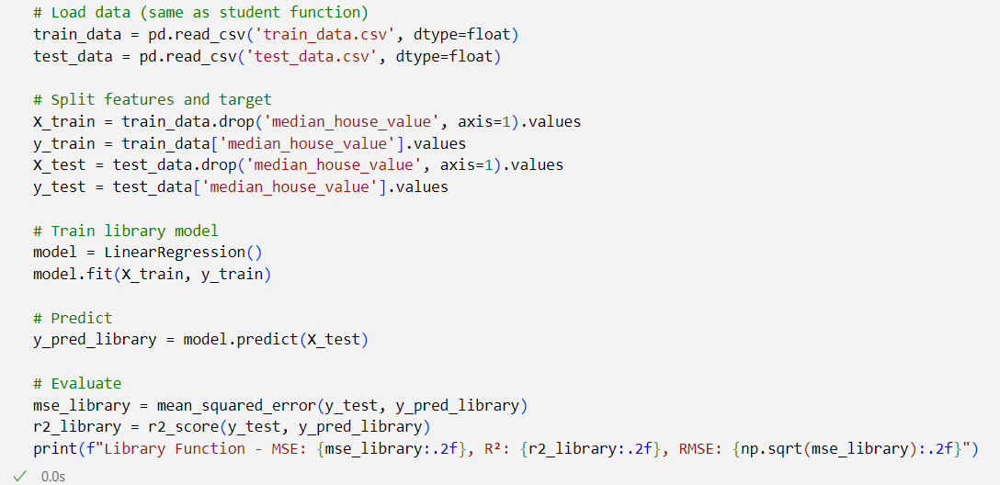 # Load data (same as student function)
train_data = pd.read_csv('train_data.csv', dtype=float)
test_data = pd.read_csv('test_data.csv', dtype=float)
# Split features and target
X_train = train_data.drop('median_house_value', axis=1).values
y_train = train_data['median_house_value'].values
X_test = test_data.drop('median_house_value', axis=1).values
y_test = test_data['median_house_value'].values
# Train library model
model = LinearRegression()
model.fit(X_train, y_train)
# Predict
y_pred_library = model.predict(X_test)
# Evaluate
mse_library = mean_squared_error(y_test, y_pred_library)
r2_library = r2_score(y_test, y_pred_library)
print(f"Library Function - MSE: {mse_library:.2f}, R²: {r2_library:.2f}, RMSE: {np.sqrt(mse_library):.2f}")
0.0s